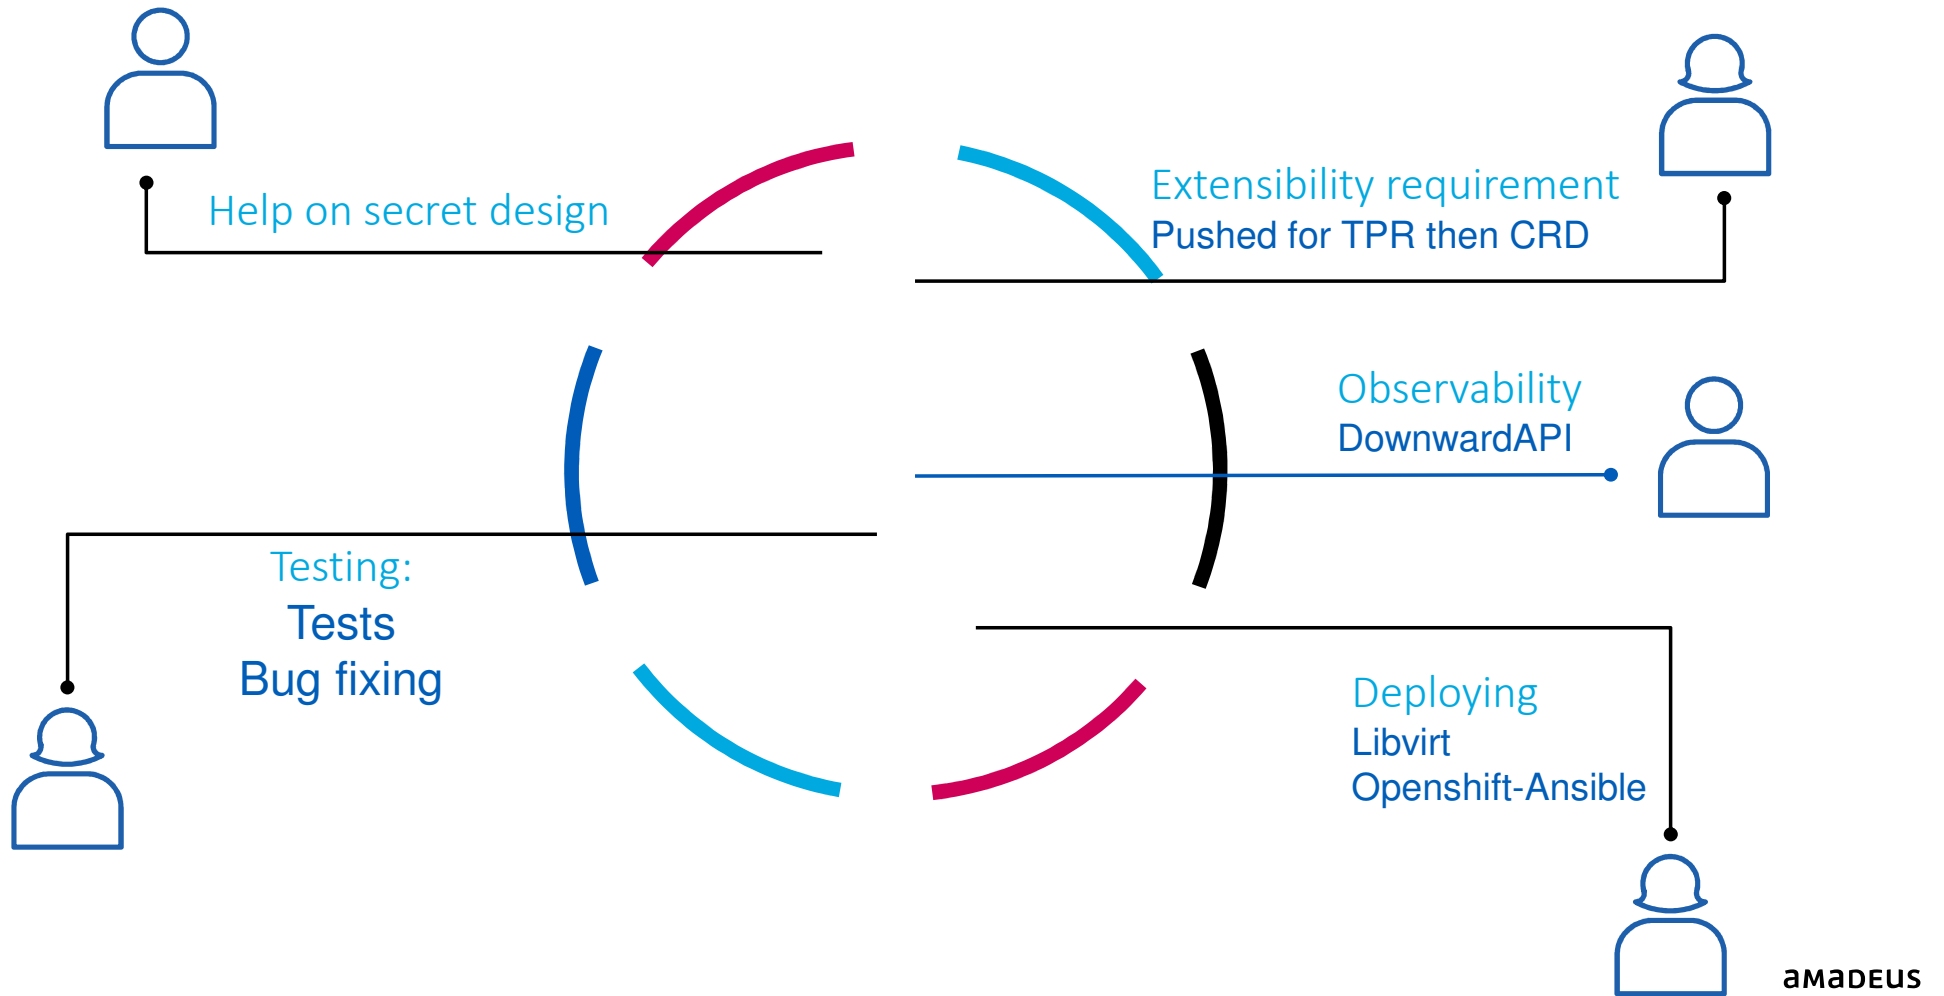 Help on secret design
Extensibility requirement
Pushed for TPR then CRD
Observability
DownwardAPI
Testing:
Tests
Bug fixing
Deploying
Libvirt
Openshift-Ansible
aMaDEUS